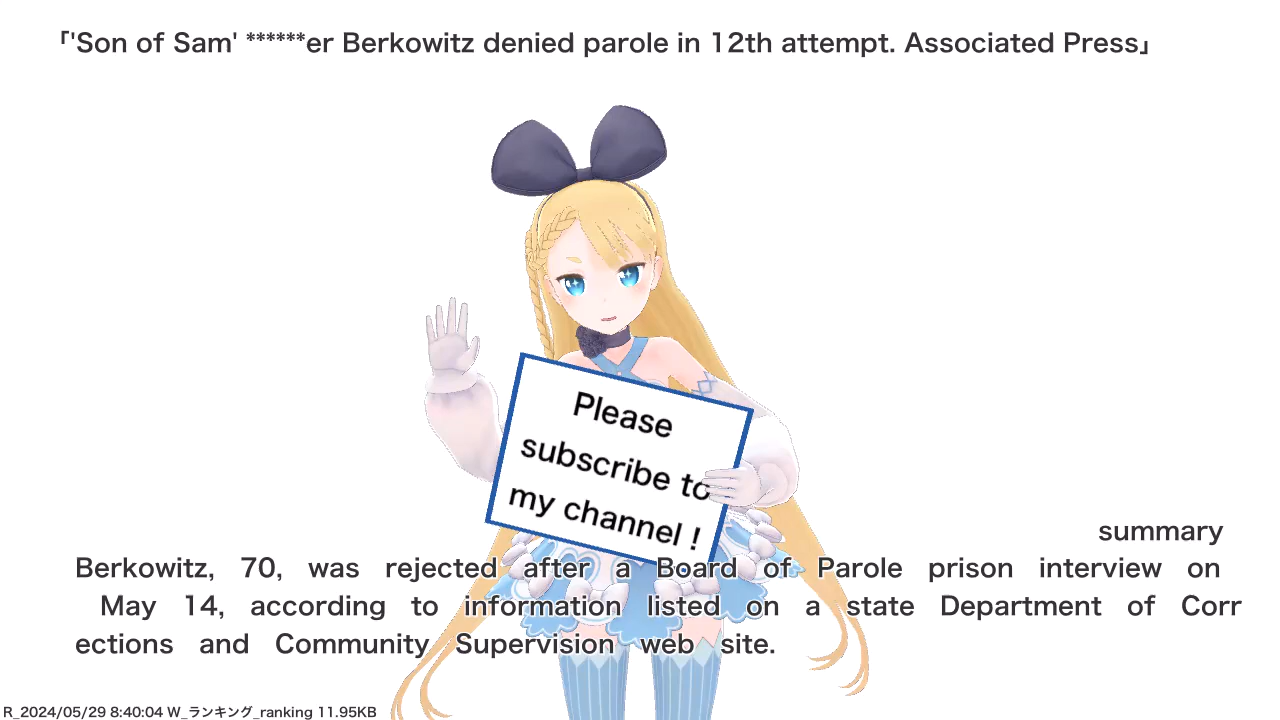 「'Son of Sam' ******er Berkowitz denied parole in 12th attempt. Associated Press」
Please
subscribe to
my channel !
summary
Berkowitz, 70, was rejected after a Board of Parole prison interview on
May 14, according to information listed on a state Department of Corr
ections and Community Supervision web site.
R_2024/05/29 8:40:04 W_ランキング_ranking 11.95KB